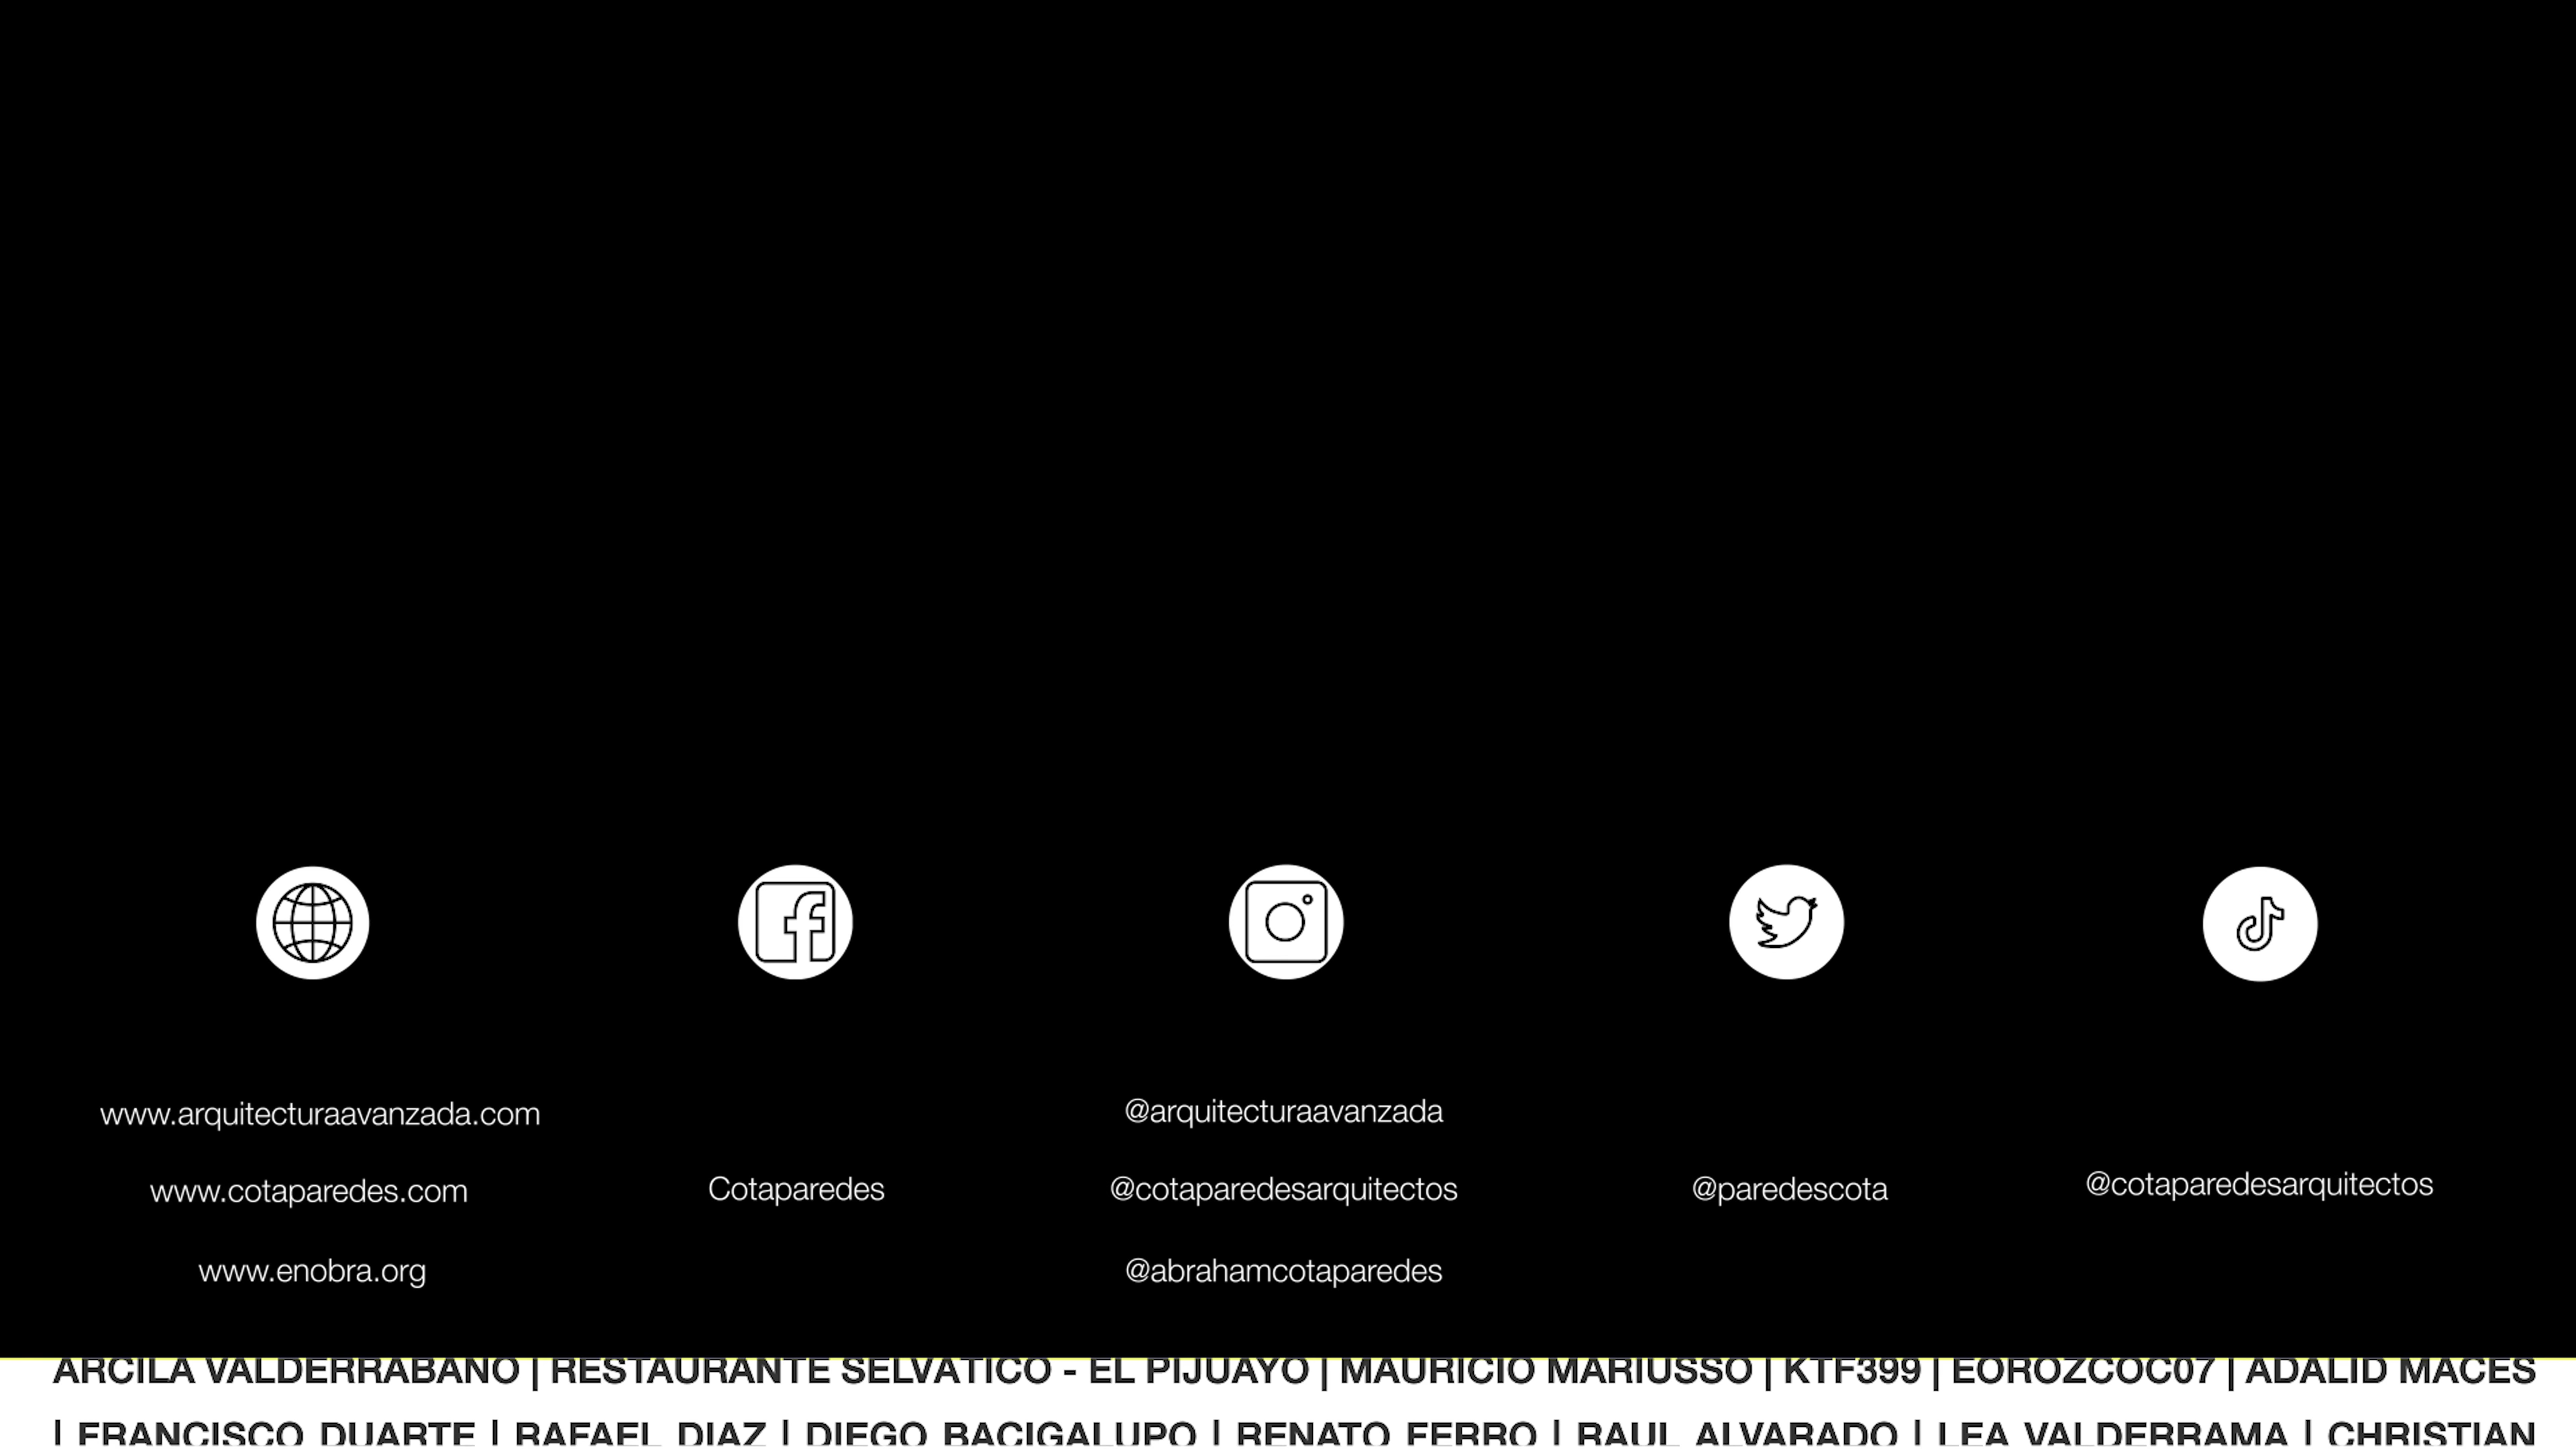 www.arquitecturaavanzada.com
www.cotaparedes.com
www.enobra.org
Cotaparedes
@arquitecturaavanzada
@cotaparedesarquitectos
@abrahamcotaparedes
@paredescota
@cotaparedesarquitectos
ARCILA VALDERRABANO | RESTAURANTE SELVATICO - EL PIJUAYO | MAURICIO MARIUSSO | KTF399 | EOROZCOC07 | ADALID MACES
| FRANCISCO DUARTE | RAFAEL DIAZ | DIEGO BACIGALUPO | RENATO FERRO | RAUL ALVARADO | LEA VALDERRAMA | CHRISTIAN